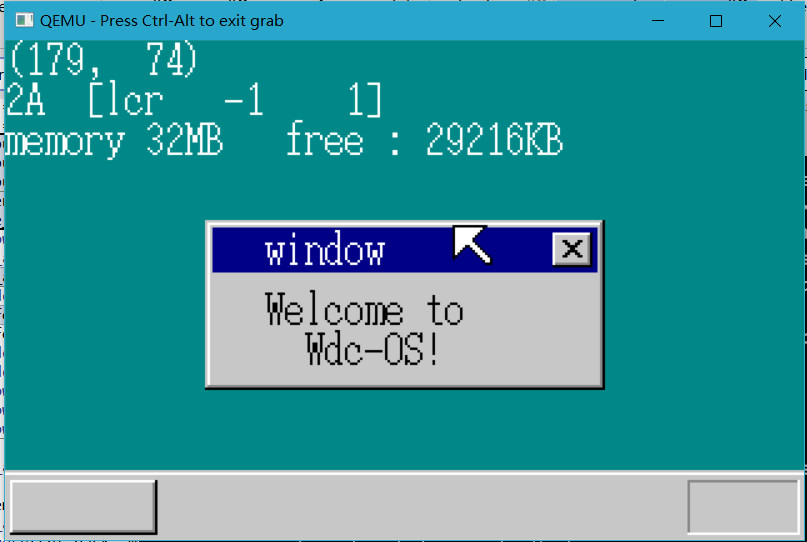 QEMU - Press Ctrl-Alt to exit grab
(179,  74)
2A  [lcr   -1    1]
memory 32MB   free : 29216KB
window
Welcome to
Wdc-OS!